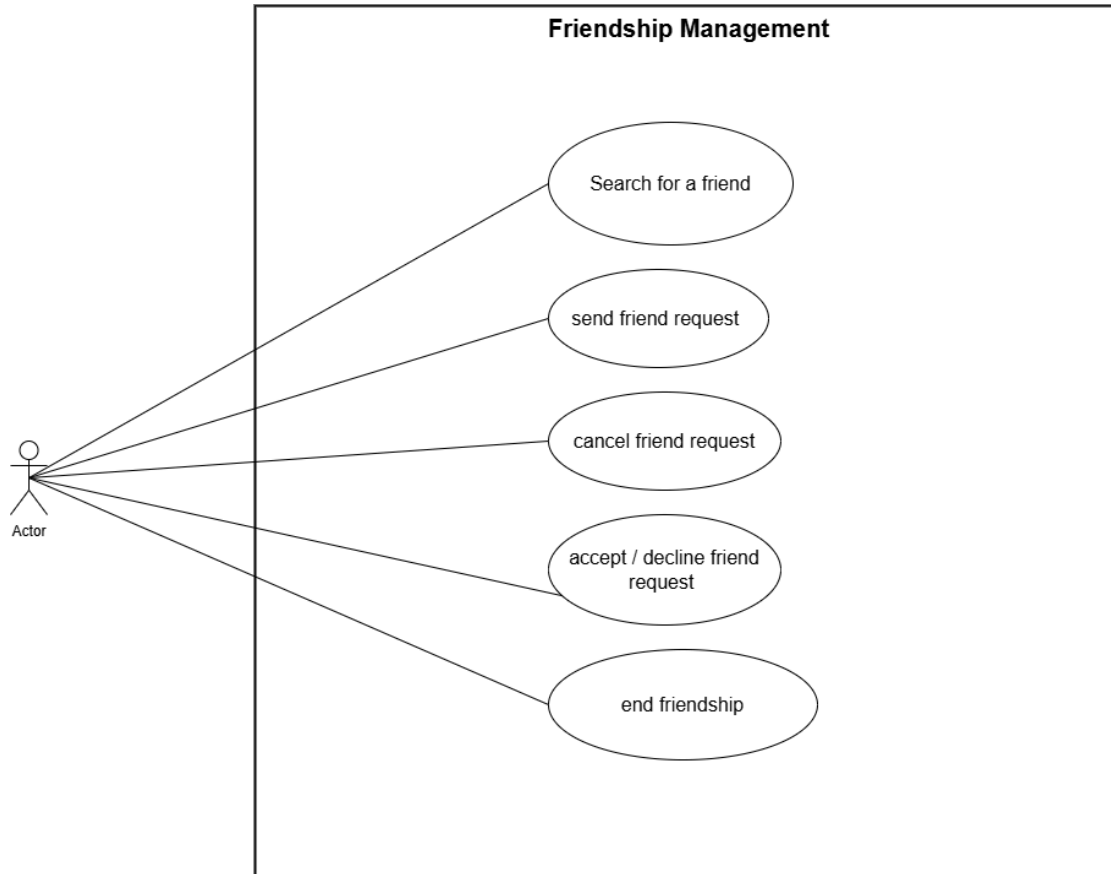 Friendship Management
Search for a friend
send friend request
cancel friend request
Actor
accept / decline friend
request
end friendship